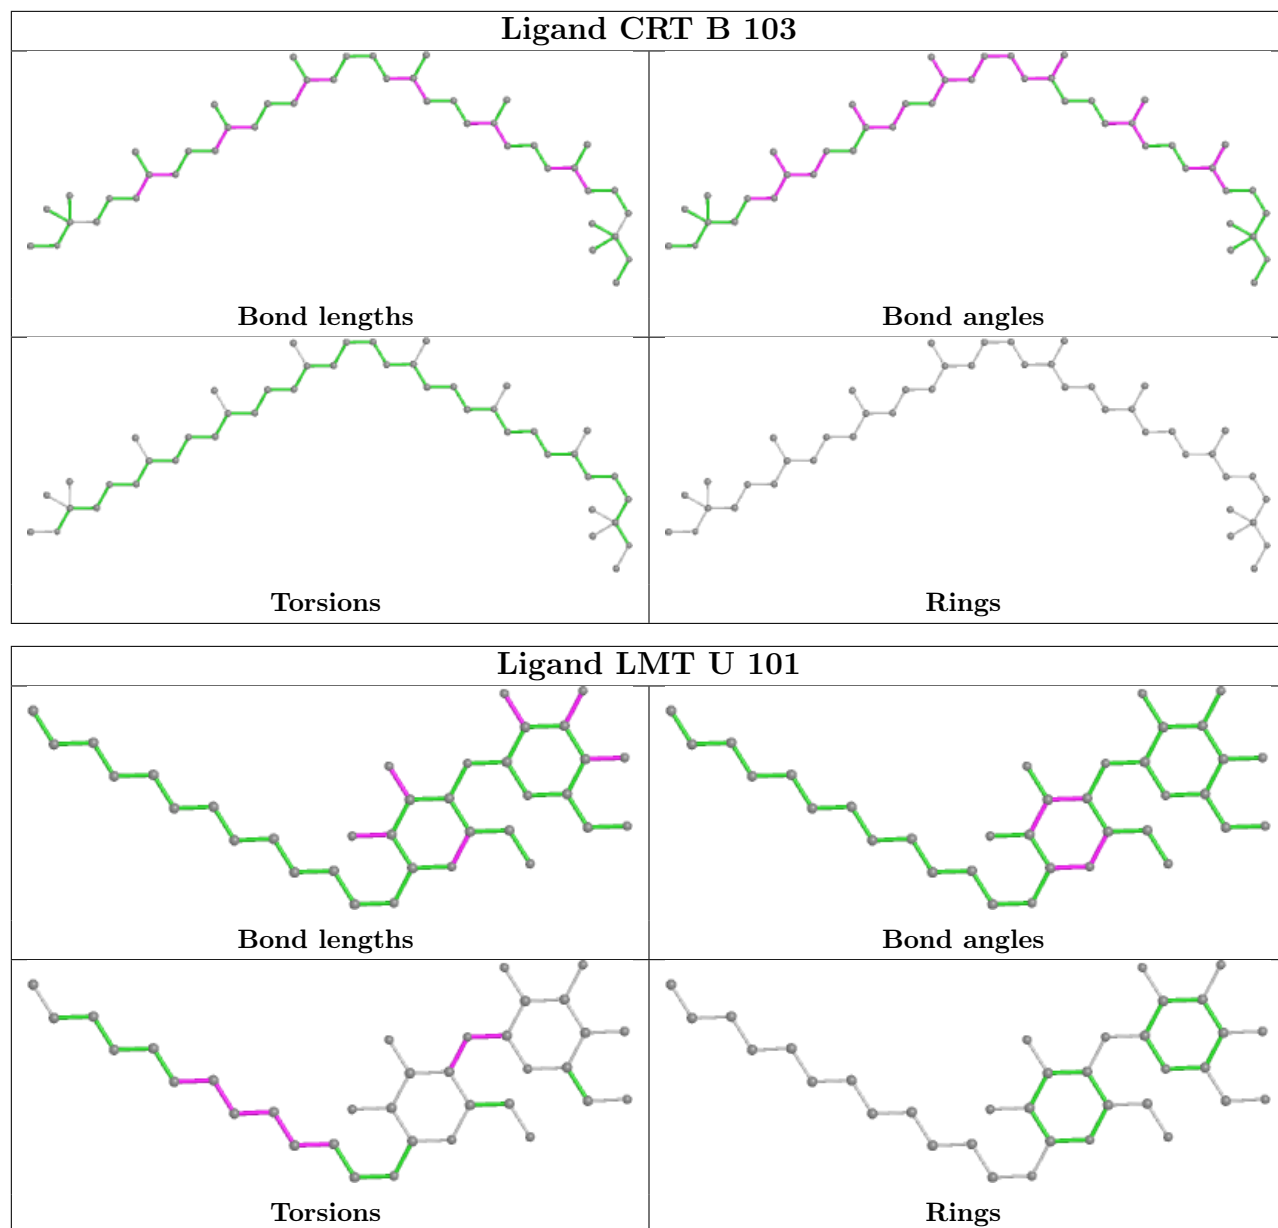 Ligand CRT B 103
Bond lengths
Bond angles
Torsions
Rings
Ligand LMT U 101
Bond lengths
Bond angles
Torsions
Rings